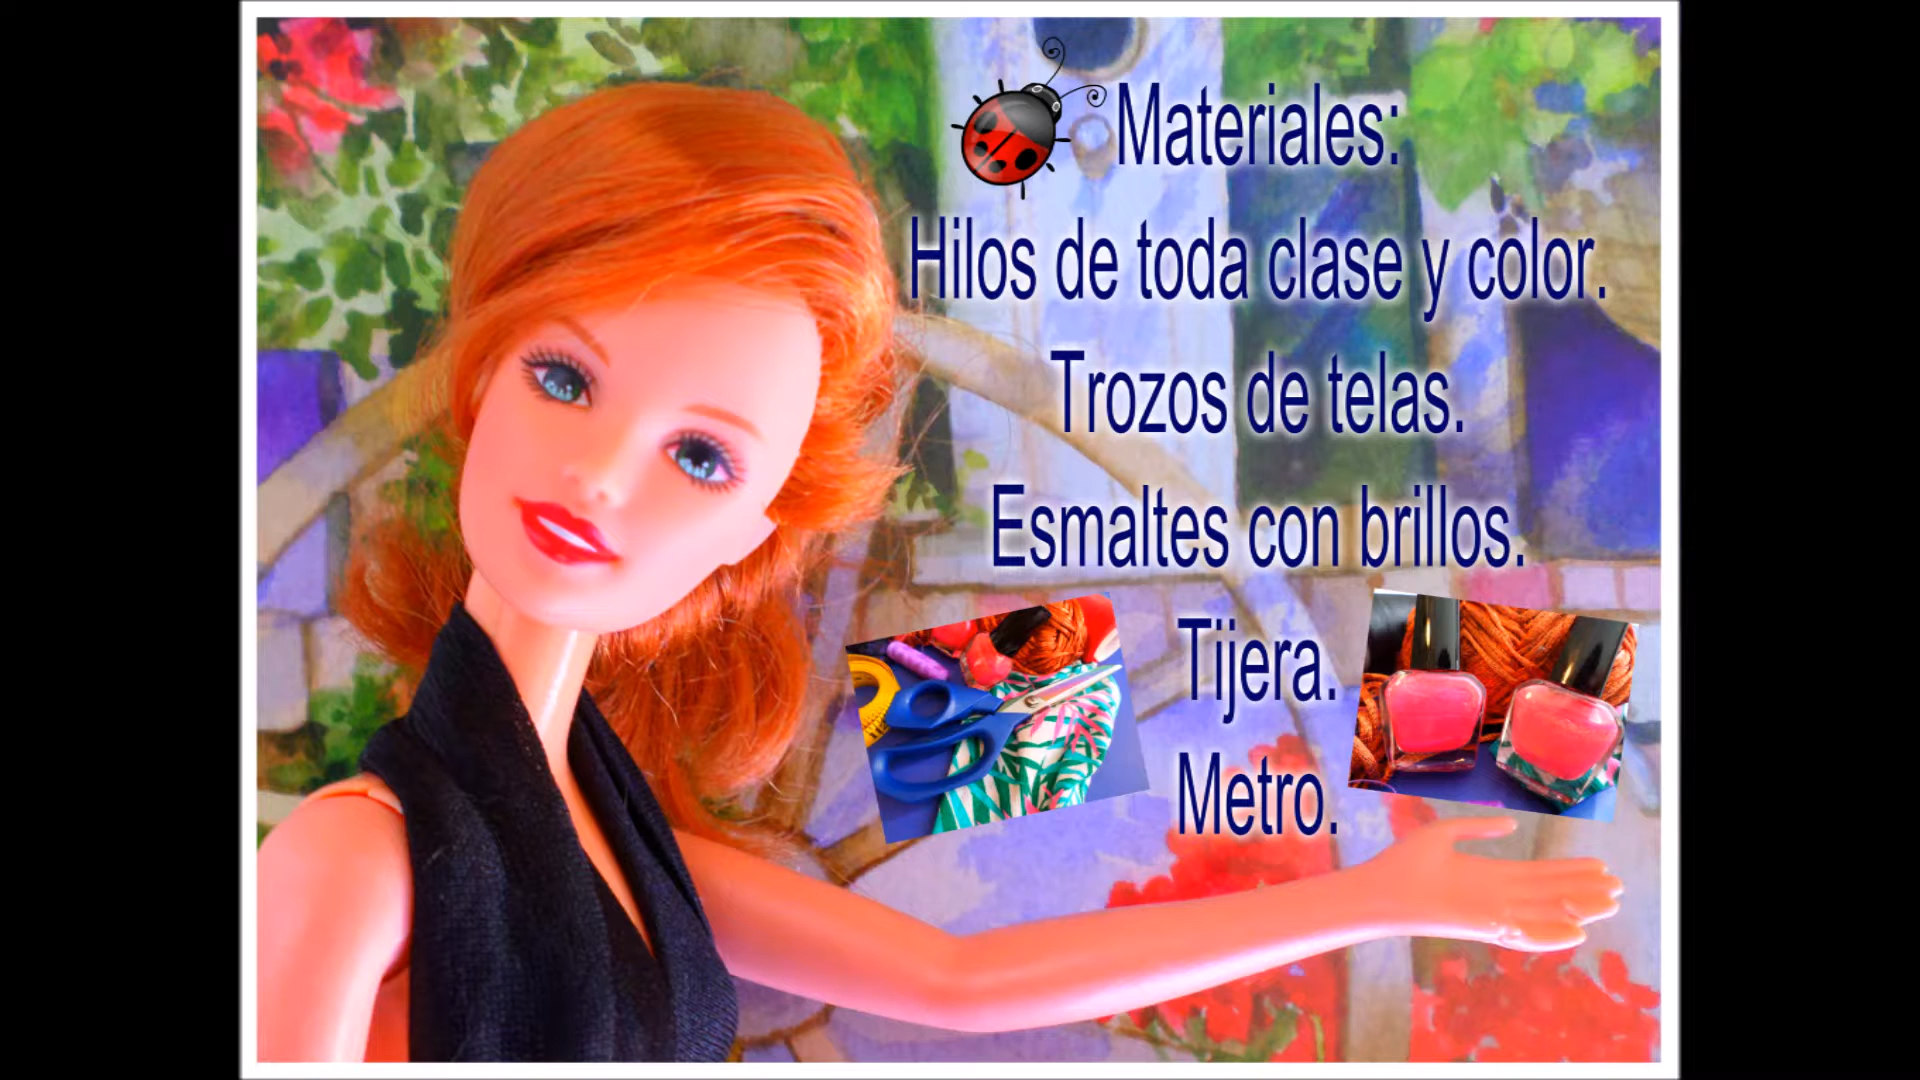 Materiales:
Hilos de toda clase y color.
Trozos de telas.
Esmaltes con brillos.
Tijera.
Metro.